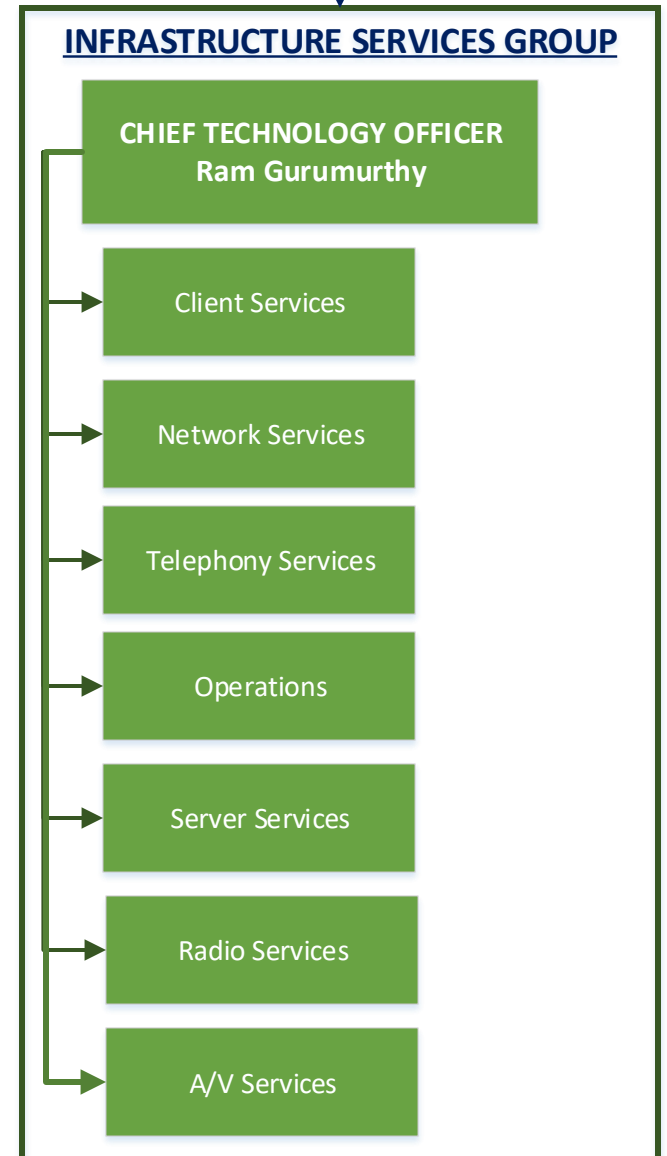 INFRASTRUCTURE SERVICES GROUP
CHIEF TECHNOLOGY OFFICER
Ram Gurumurthy
Client Services
Network Services
Telephony Services
Operations
Server Services
Radio Services
A/V Services